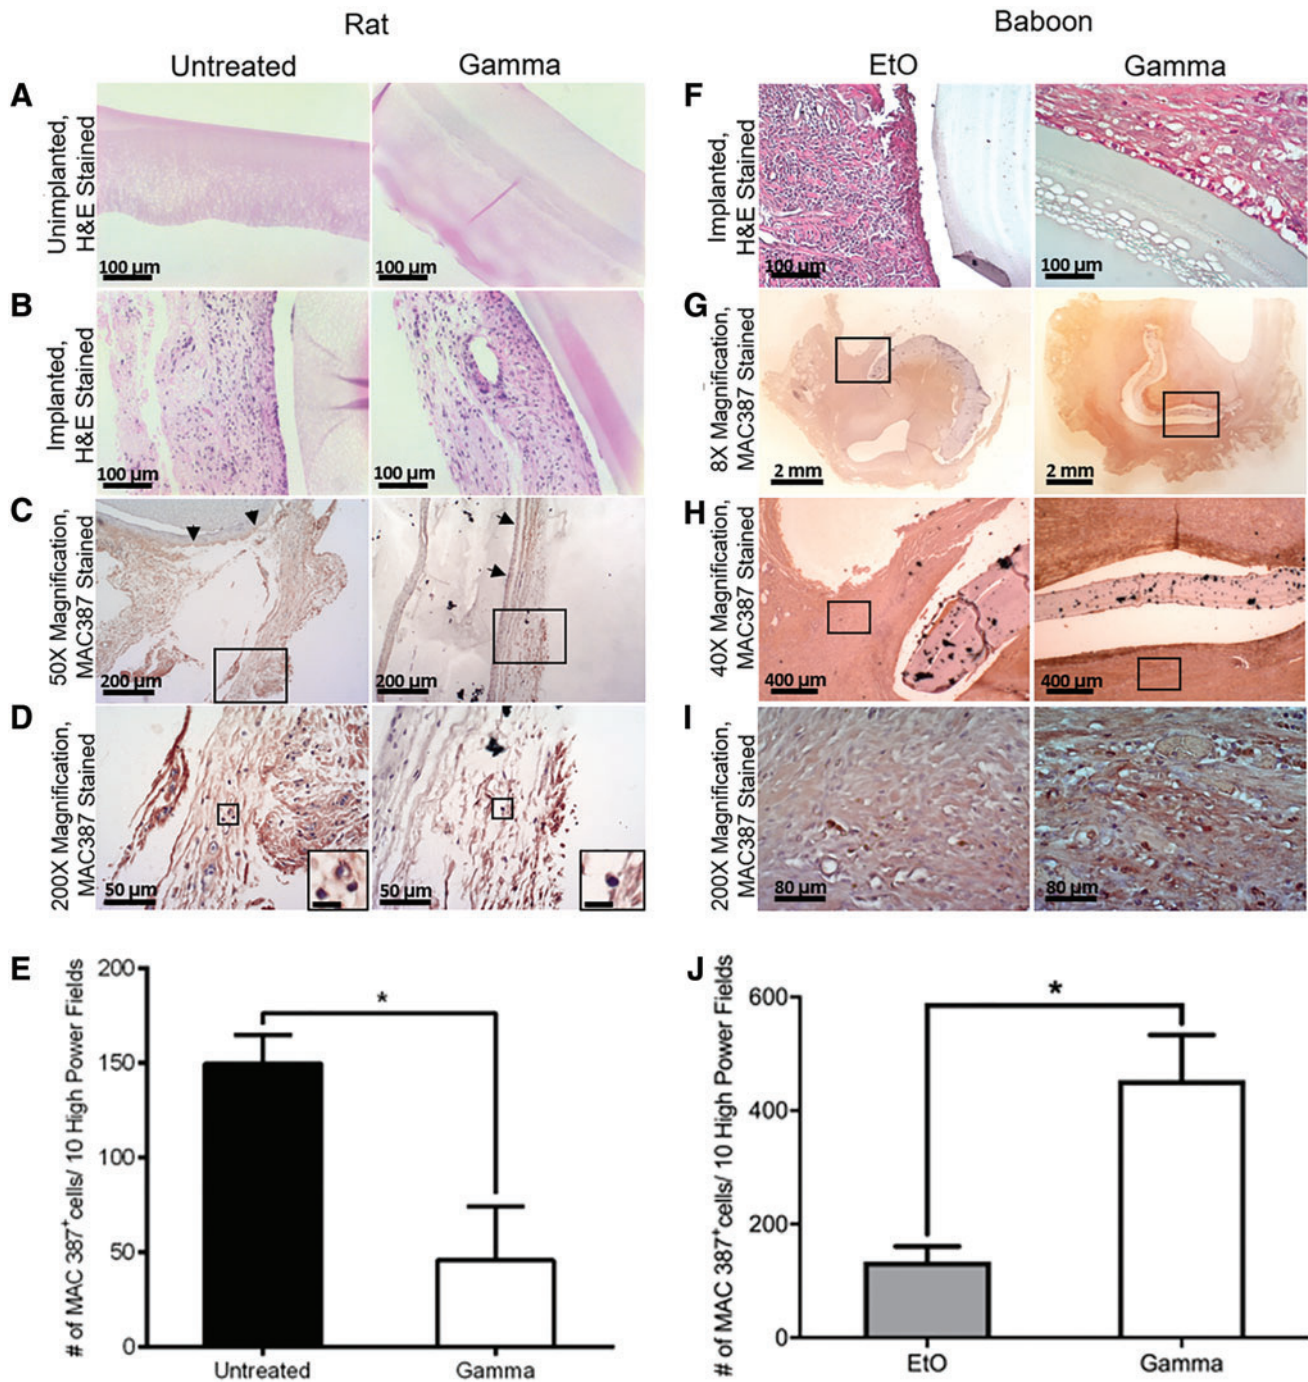 Rat
Untreated
Gamma
A
Unimplanted,
H&E Stained
100 µm
100 µm
B
Implanted,
H&E Stained
100 µm
100 µm
C
50X Magnification,
MAC387 Stained
200 µm
200 µm
D
200X Magnification,
MAC387 Stained
50 µm
50 µm
E
# of MAC 387+cells/ 10 High Power Fields
200
150
100
50
0
*
Untreated
Gamma
Baboon
EtO
Gamma
F
Implanted,
H&E Stained
100 µm
100 µm
G
8X Magnification,
MAC387 Stained
2 mm
2 mm
H
40X Magnification,
MAC387 Stained
400 µm
400 µm
I
200X Magnification,
MAC387 Stained
80 µm
80 µm
J
# of MAC 387+cells/ 10 High Power Fields
600
400
200
0
*
EtO
Gamma